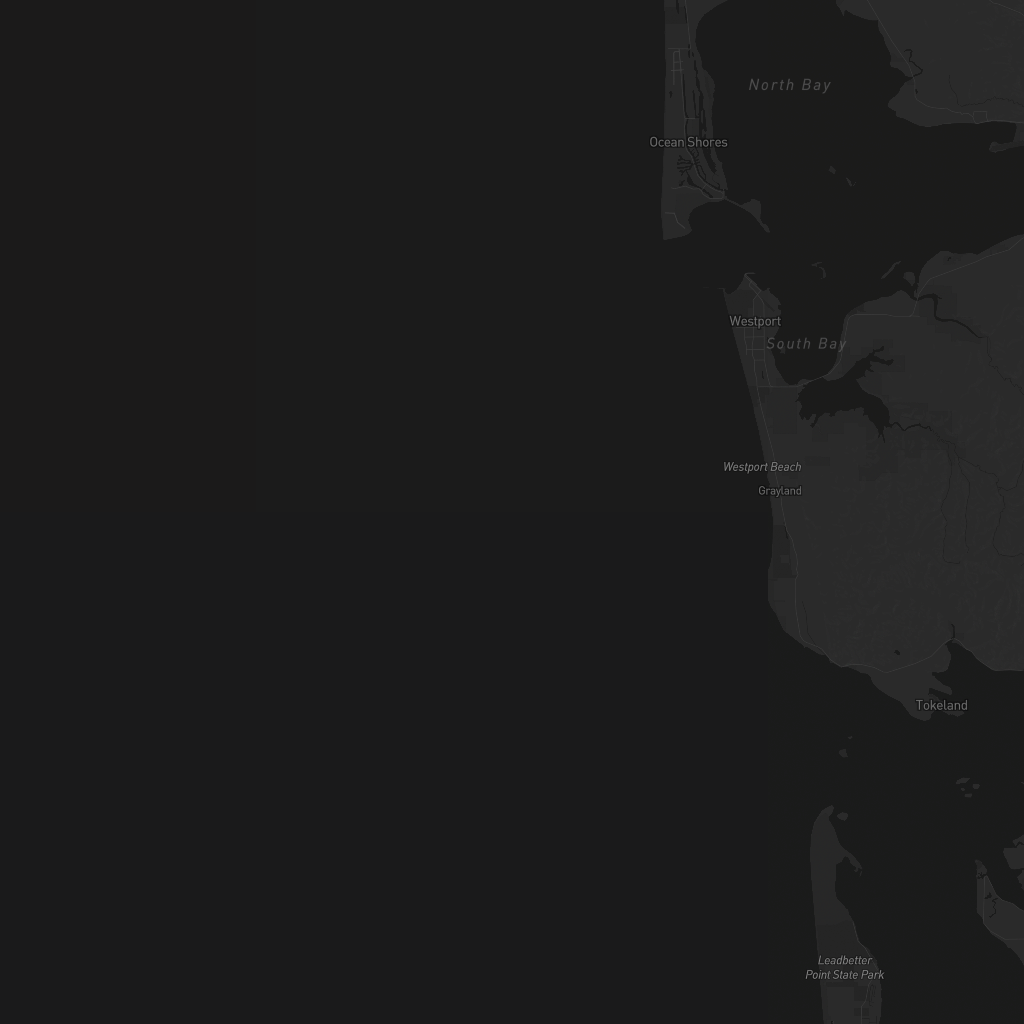 North Bay
Ocean Shores
Westport
South Bay
Westport Beach
Grayland
Tokeland
Leadbetter
Point State Park